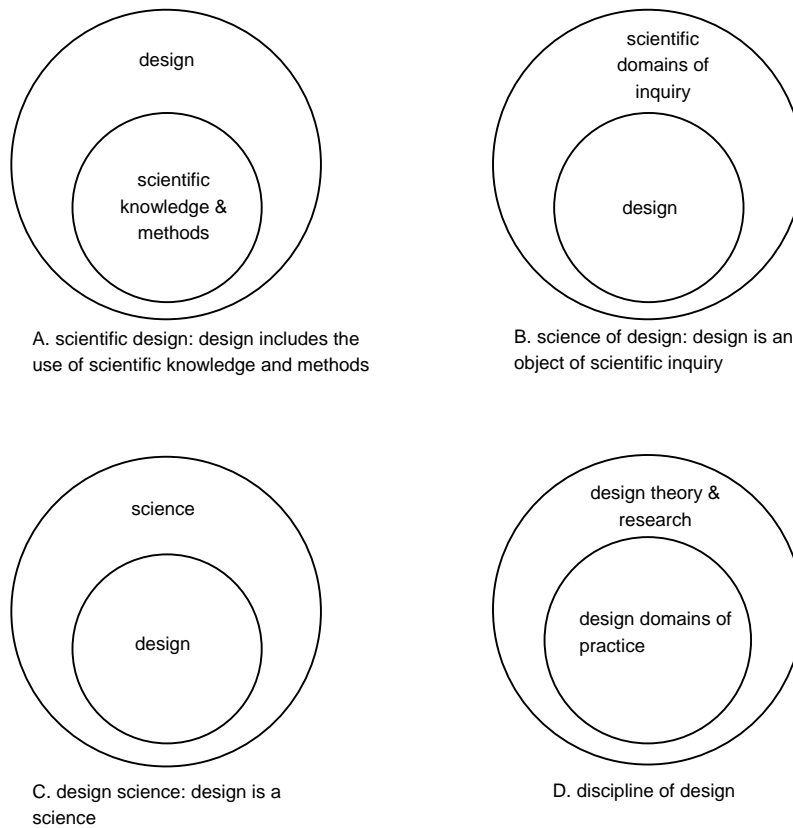 design
scientific
knowledge &
methods
A. scientific design: design includes the
use of scientific knowledge and methods
scientific
domains of
inquiry
design
B. science of design: design is an
object of scientific inquiry
science
design
C. design science: design is a
science
design theory &
research
design domains of
practice
D. discipline of design